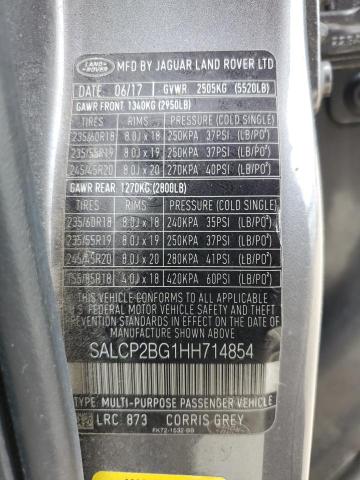 LAND ROVER MFD BY JAGUAR LAND ROVER LTD
DATE 06/17 GVWR 2505KG (5520LB)
GAWR FRONT 1340KG (2950LB)
TIRES RIMS PRESSURE (COLD SINGLE)
235/60R18 8.0J x 18 250KPA 37PSI (LB/PO²)
235/55R19 8.0J x 19 250KPA 37PSI (LB/PO²)
245/45R20 8.0J x 20 270KPA 40PSI (LB/PO²)
GAWR REAR 1270KG (2800LB)
TIRES RIMS PRESSURE (COLD SINGLE)
235/60R18 8.0J x 18 240KPA 35PSI (LB/PO²)
235/55R19 8.0J x 19 250KPA 37PSI (LB/PO²)
245/45R20 8.0J x 20 280KPA 41PSI (LB/PO²)
155/85R18 4.0J x 18 420KPA 60PSI (LB/PO²)
THIS VEHICLE CONFORMS TO ALL APPLICABLE
U.S. FEDERAL MOTOR VEHICLE SAFETY
STANDARDS IN EFFECT ON THE DATE OF
MANUFACTURE SHOWN ABOVE
SALCP2BG1HH714854
TYPE: MULTI-PURPOSE PASSENGER VEHICLE
LRC 873 CORRIS GREY
FK72-1532-BB